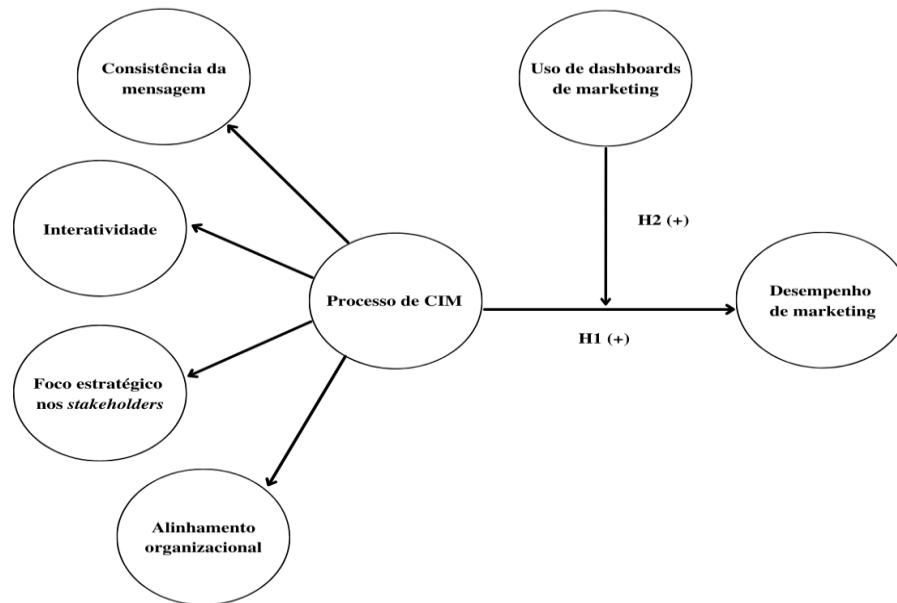 Consistência da
mensagem
Uso de dashboards
de marketing
Interatividade
H2 (+)
Processo de CIM
Desempenho
de marketing
H1 (+)
Foco estratégico
nos stakeholders
Alinhamento
organizacional